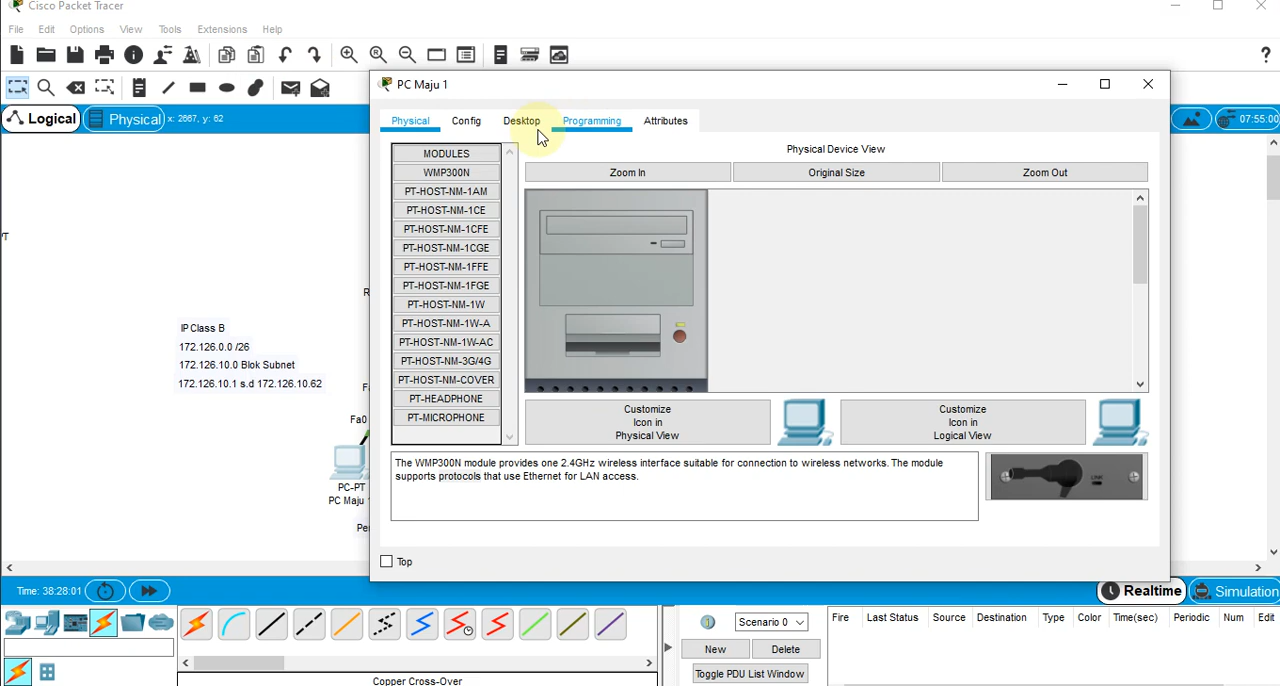 Cisco Packet Tracer
File Edit Options View Tools Extensions Help
PC Maju 1
Logical Physical x: 2667, y: 62
07:55:00
Physical Config Desktop Programming Attributes
MODULES
WMP300N
PT-HOST-NM-1AM
PT-HOST-NM-1CE
PT-HOST-NM-1CFE
PT-HOST-NM-1CGE
PT-HOST-NM-1FFE
PT-HOST-NM-1FGE
PT-HOST-NM-1W
PT-HOST-NM-1W-A
PT-HOST-NM-1W-AC
PT-HOST-NM-3G/4G
PT-HOST-NM-COVER
PT-HEADPHONE
PT-MICROPHONE
Physical Device View
Zoom In Original Size Zoom Out
Customize
Icon in
Physical View
Customize
Icon in
Logical View
The WMP300N module provides one 2.4GHz wireless interface suitable for connection to wireless networks. The module
supports protocols that use Ethernet for LAN access.
LINK
Top
IP Class B
172.126.0.0 /26
172.126.10.0 Blok Subnet
172.126.10.1 s.d 172.126.10.62
Fa0
PC-PT
PC Maju
Time: 38:28:01
Realtime Simulation
Scenario 0
New Delete
Toggle PDU List Window
Fire Last Status Source Destination Type Color Time(sec) Periodic Num Edit
Copper Cross-Over